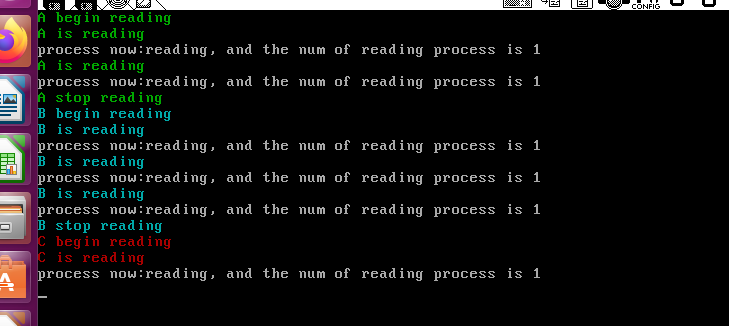 CONFIG
A begin reading
A is reading
process now:reading, and the num of reading process is 1
A is reading
process now:reading, and the num of reading process is 1
A stop reading
B begin reading
B is reading
process now:reading, and the num of reading process is 1
B is reading
process now:reading, and the num of reading process is 1
B is reading
process now:reading, and the num of reading process is 1
B stop reading
C begin reading
C is reading
process now:reading, and the num of reading process is 1